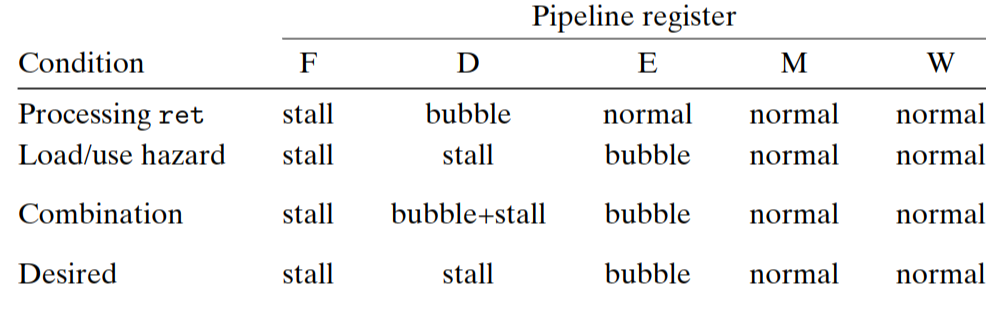 Pipeline register
Condition F D E M W
Processing ret stall bubble normal normal normal
Load/use hazard stall stall bubble normal normal
Combination stall bubble+stall bubble normal normal
Desired stall stall bubble normal normal